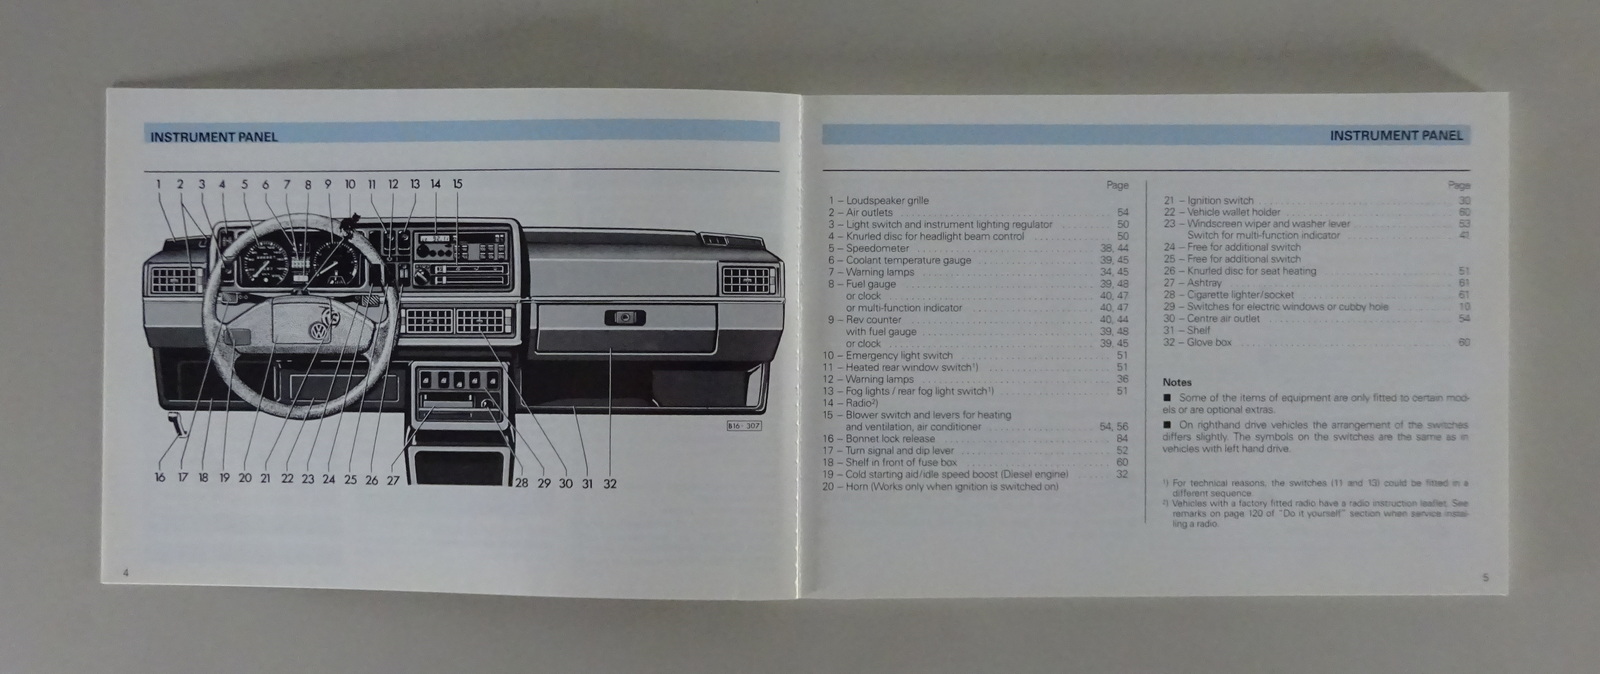 INSTRUMENT PANEL
1 2 3 4 5 6 7 8 9 10 11 12 13 14 15
B16 - 307
16 17 18 19 20 21 22 23 24 25 26 27 28 29 30 31 32
4
INSTRUMENT PANEL
Page
1 – Loudspeaker grille
2 – Air outlets 54
3 – Light switch and instrument lighting regulator 50
4 – Knurled disc for headlight beam control 50
5 – Speedometer 38, 44
6 – Coolant temperature gauge 39, 45
7 – Warning lamps 34, 45
8 – Fuel gauge 39, 48
or clock 40, 47
or multi-function indicator 40, 47
9 – Rev counter 40, 44
with fuel gauge 39, 48
or clock 39, 45
10 – Emergency light switch 51
11 – Heated rear window switch¹) 51
12 – Warning lamps 36
13 – Fog lights / rear fog light switch¹) 51
14 – Radio²)
15 – Blower switch and levers for heating
and ventilation, air conditioner 54, 56
16 – Bonnet lock release 84
17 – Turn signal and dip lever 52
18 – Shelf in front of fuse box 60
19 – Cold starting aid/idle speed boost (Diesel engine) 32
20 – Horn (Works only when ignition is switched on)
Page
21 – Ignition switch 30
22 – Vehicle wallet holder 60
23 – Windscreen wiper and washer lever 53
Switch for multi-function indicator 41
24 – Free for additional switch
25 – Free for additional switch
26 – Knurled disc for seat heating 51
27 – Ashtray 61
28 – Cigarette lighter/socket 61
29 – Switches for electric windows or cubby hole 10
30 – Centre air outlet 54
31 – Shelf
32 – Glove box 60
Notes
■ Some of the items of equipment are only fitted to certain mod-
els or are optional extras.
■ On righthand drive vehicles the arrangement of the switches
differs slightly. The symbols on the switches are the same as in
vehicles with left hand drive.
¹) For technical reasons, the switches (11 and 13) could be fitted in a
different sequence.
²) Vehicles with a factory fitted radio have a radio instruction leaflet. See
remarks on page 120 of "Do it yourself" section when service instal-
ling a radio.
5